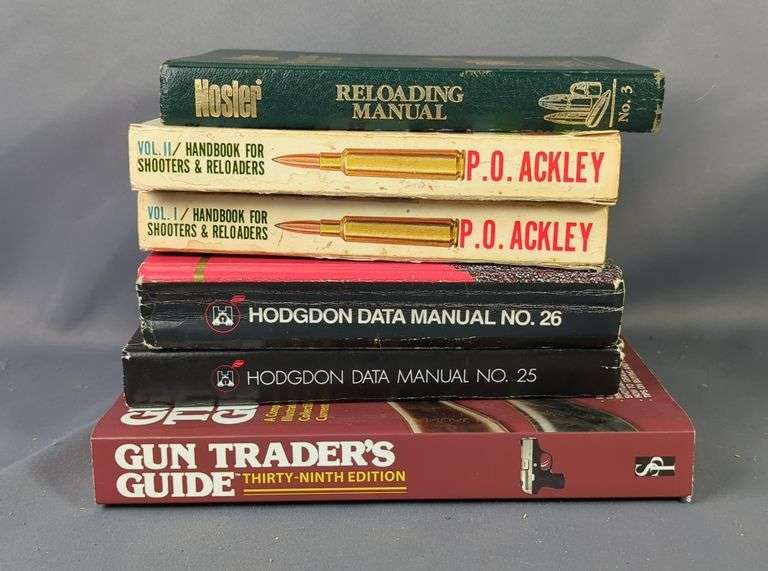 Nosler®
RELOADING
MANUAL
No. 3
VOL. II / HANDBOOK FOR
SHOOTERS & RELOADERS
P.O. ACKLEY
VOL. I / HANDBOOK FOR
SHOOTERS & RELOADERS
P.O. ACKLEY
HODGDON DATA MANUAL NO. 26
HODGDON DATA MANUAL NO. 25
GUN TRADER'S
GUIDE™
THIRTY-NINTH EDITION